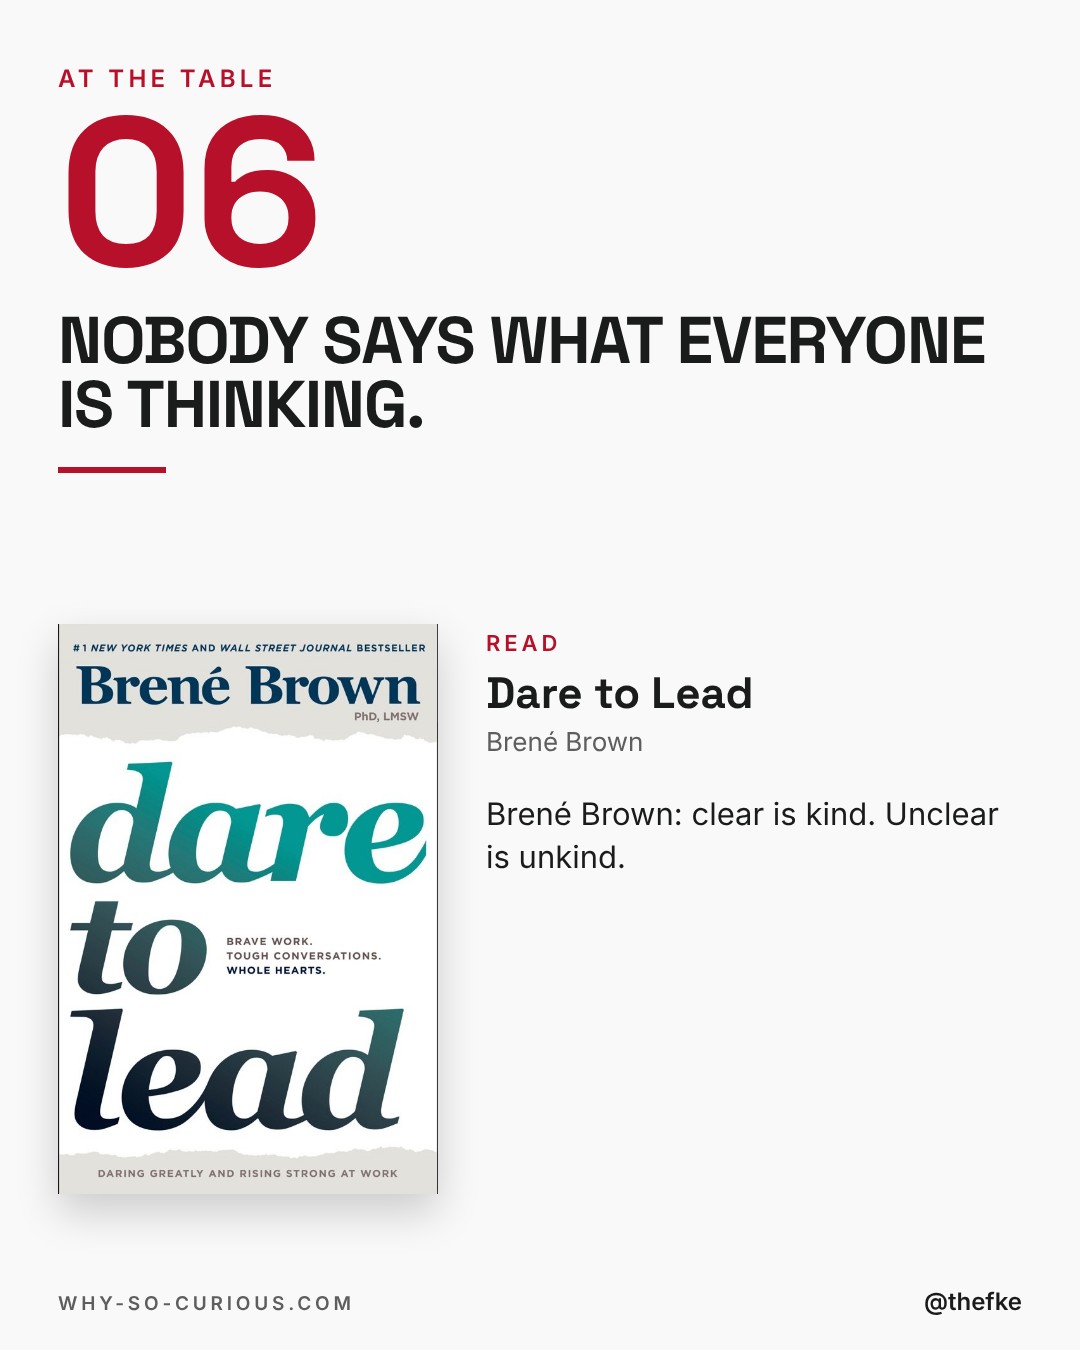 AT THE TABLE
06
NOBODY SAYS WHAT EVERYONE
IS THINKING.
#1 NEW YORK TIMES AND WALL STREET JOURNAL BESTSELLER
Brené Brown
PhD, LMSW
dare
to
BRAVE WORK.
TOUGH CONVERSATIONS.
WHOLE HEARTS.
lead
DARING GREATLY AND RISING STRONG AT WORK
READ
Dare to Lead
Brené Brown
Brené Brown: clear is kind. Unclear
is unkind.
WHY-SO-CURIOUS.COM
@thefke